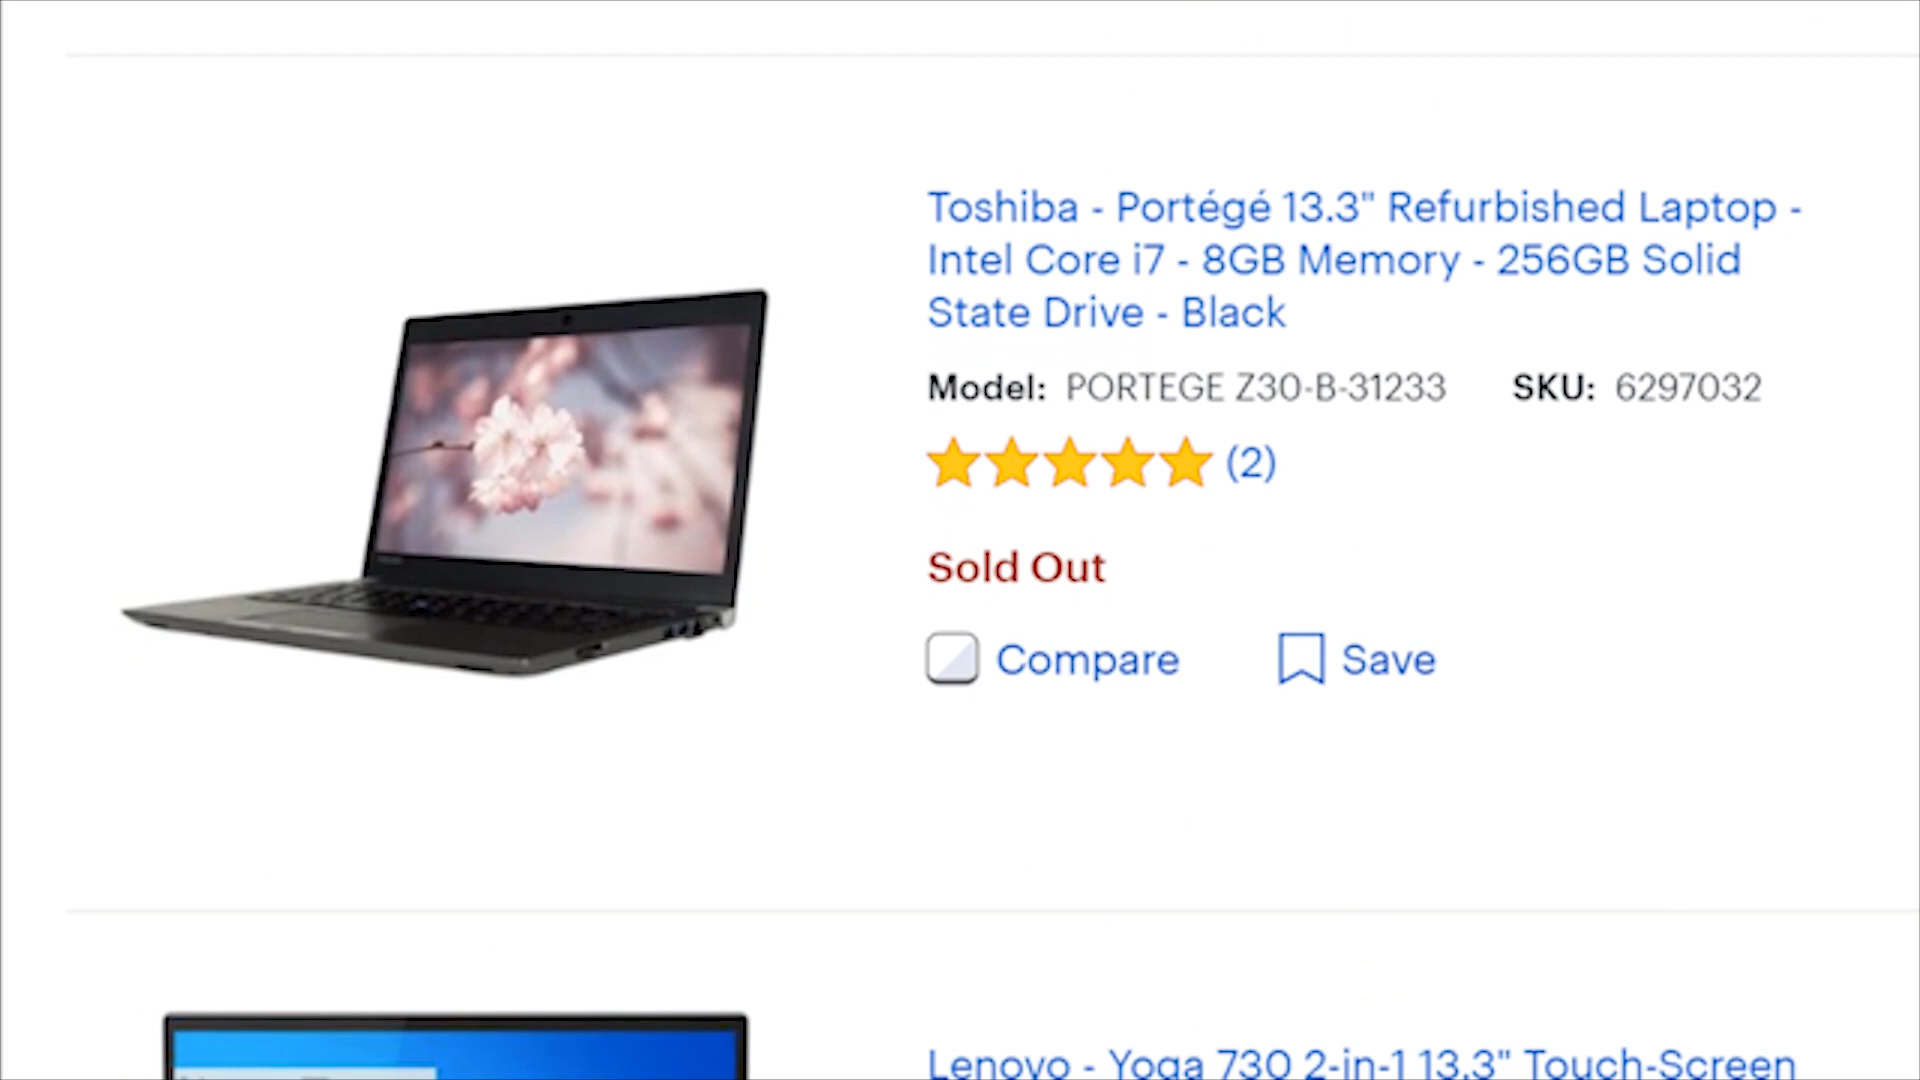 Toshiba - Portégé 13.3" Refurbished Laptop -
Intel Core i7 - 8GB Memory - 256GB Solid
State Drive - Black
Model: PORTEGE Z30-B-31233 SKU: 6297032
(2)
Sold Out
Compare Save
Lenovo - Yoga 730 2-in-1 13.3" Touch-Screen